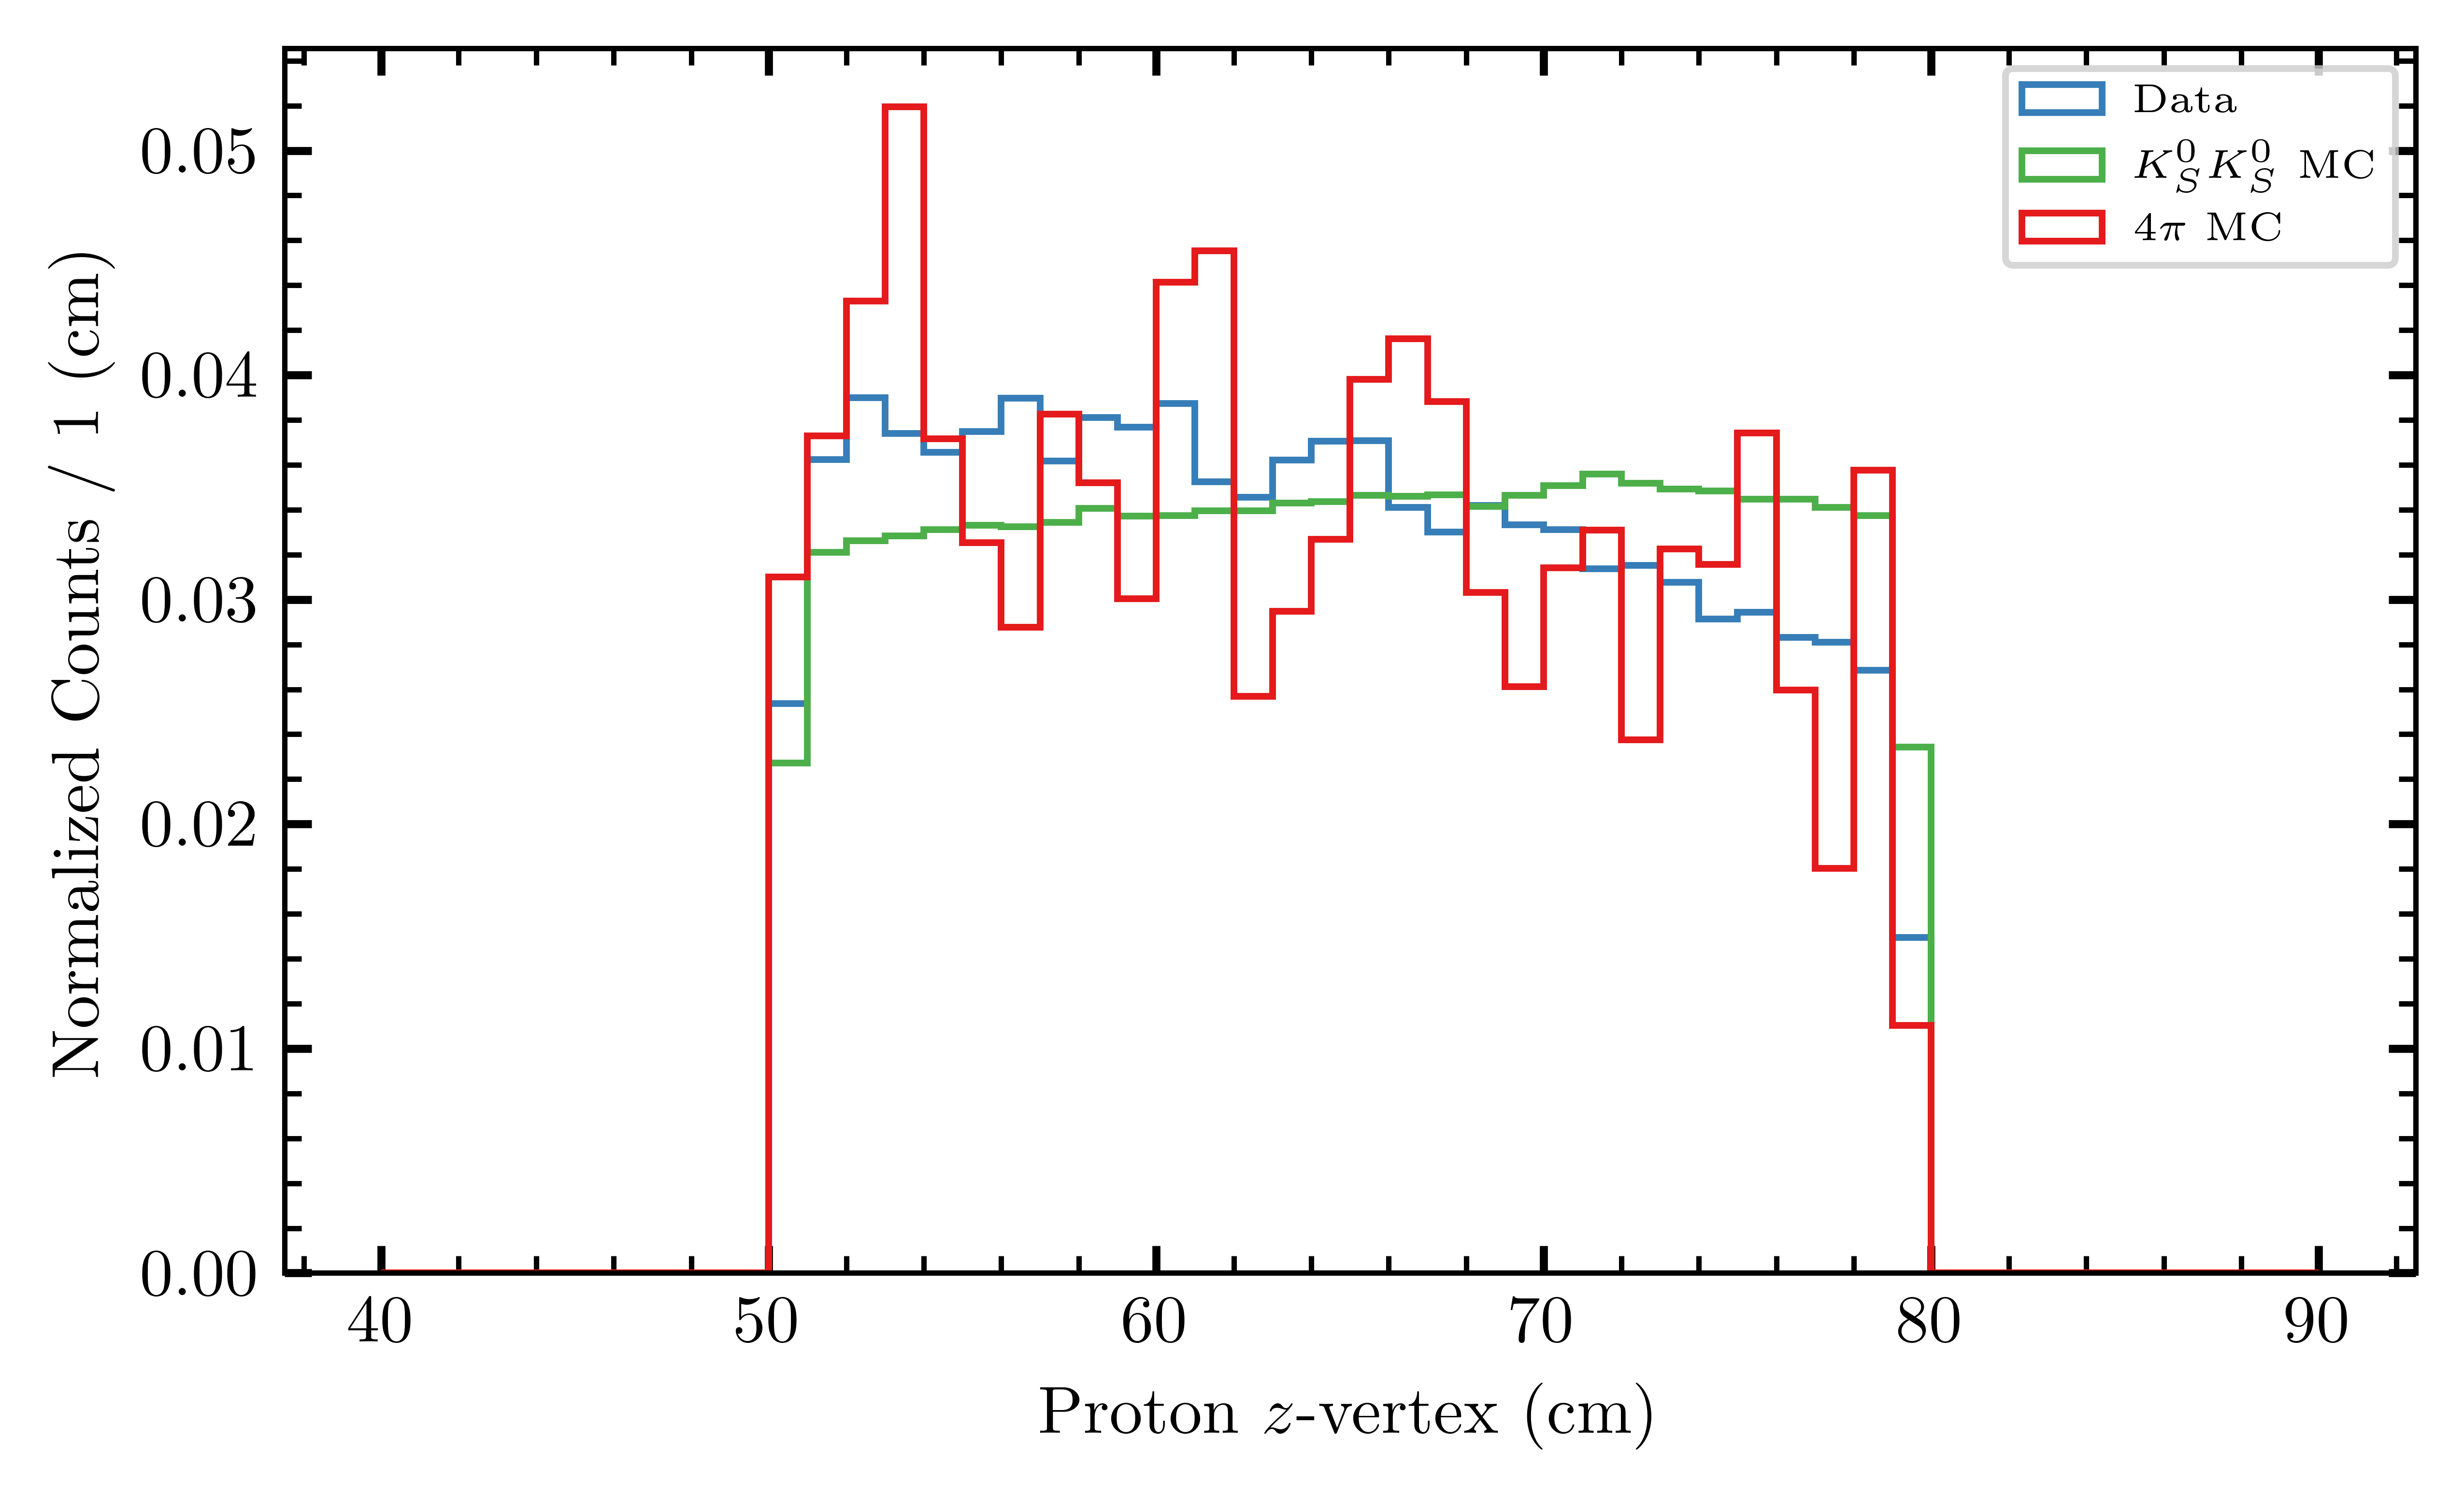 Normalized Counts / 1 (cm)
0.05
0.04
0.03
0.02
0.01
0.00
Data
K_S^0 K_S^0 MC
4π MC
40 50 60 70 80 90
Proton z-vertex (cm)